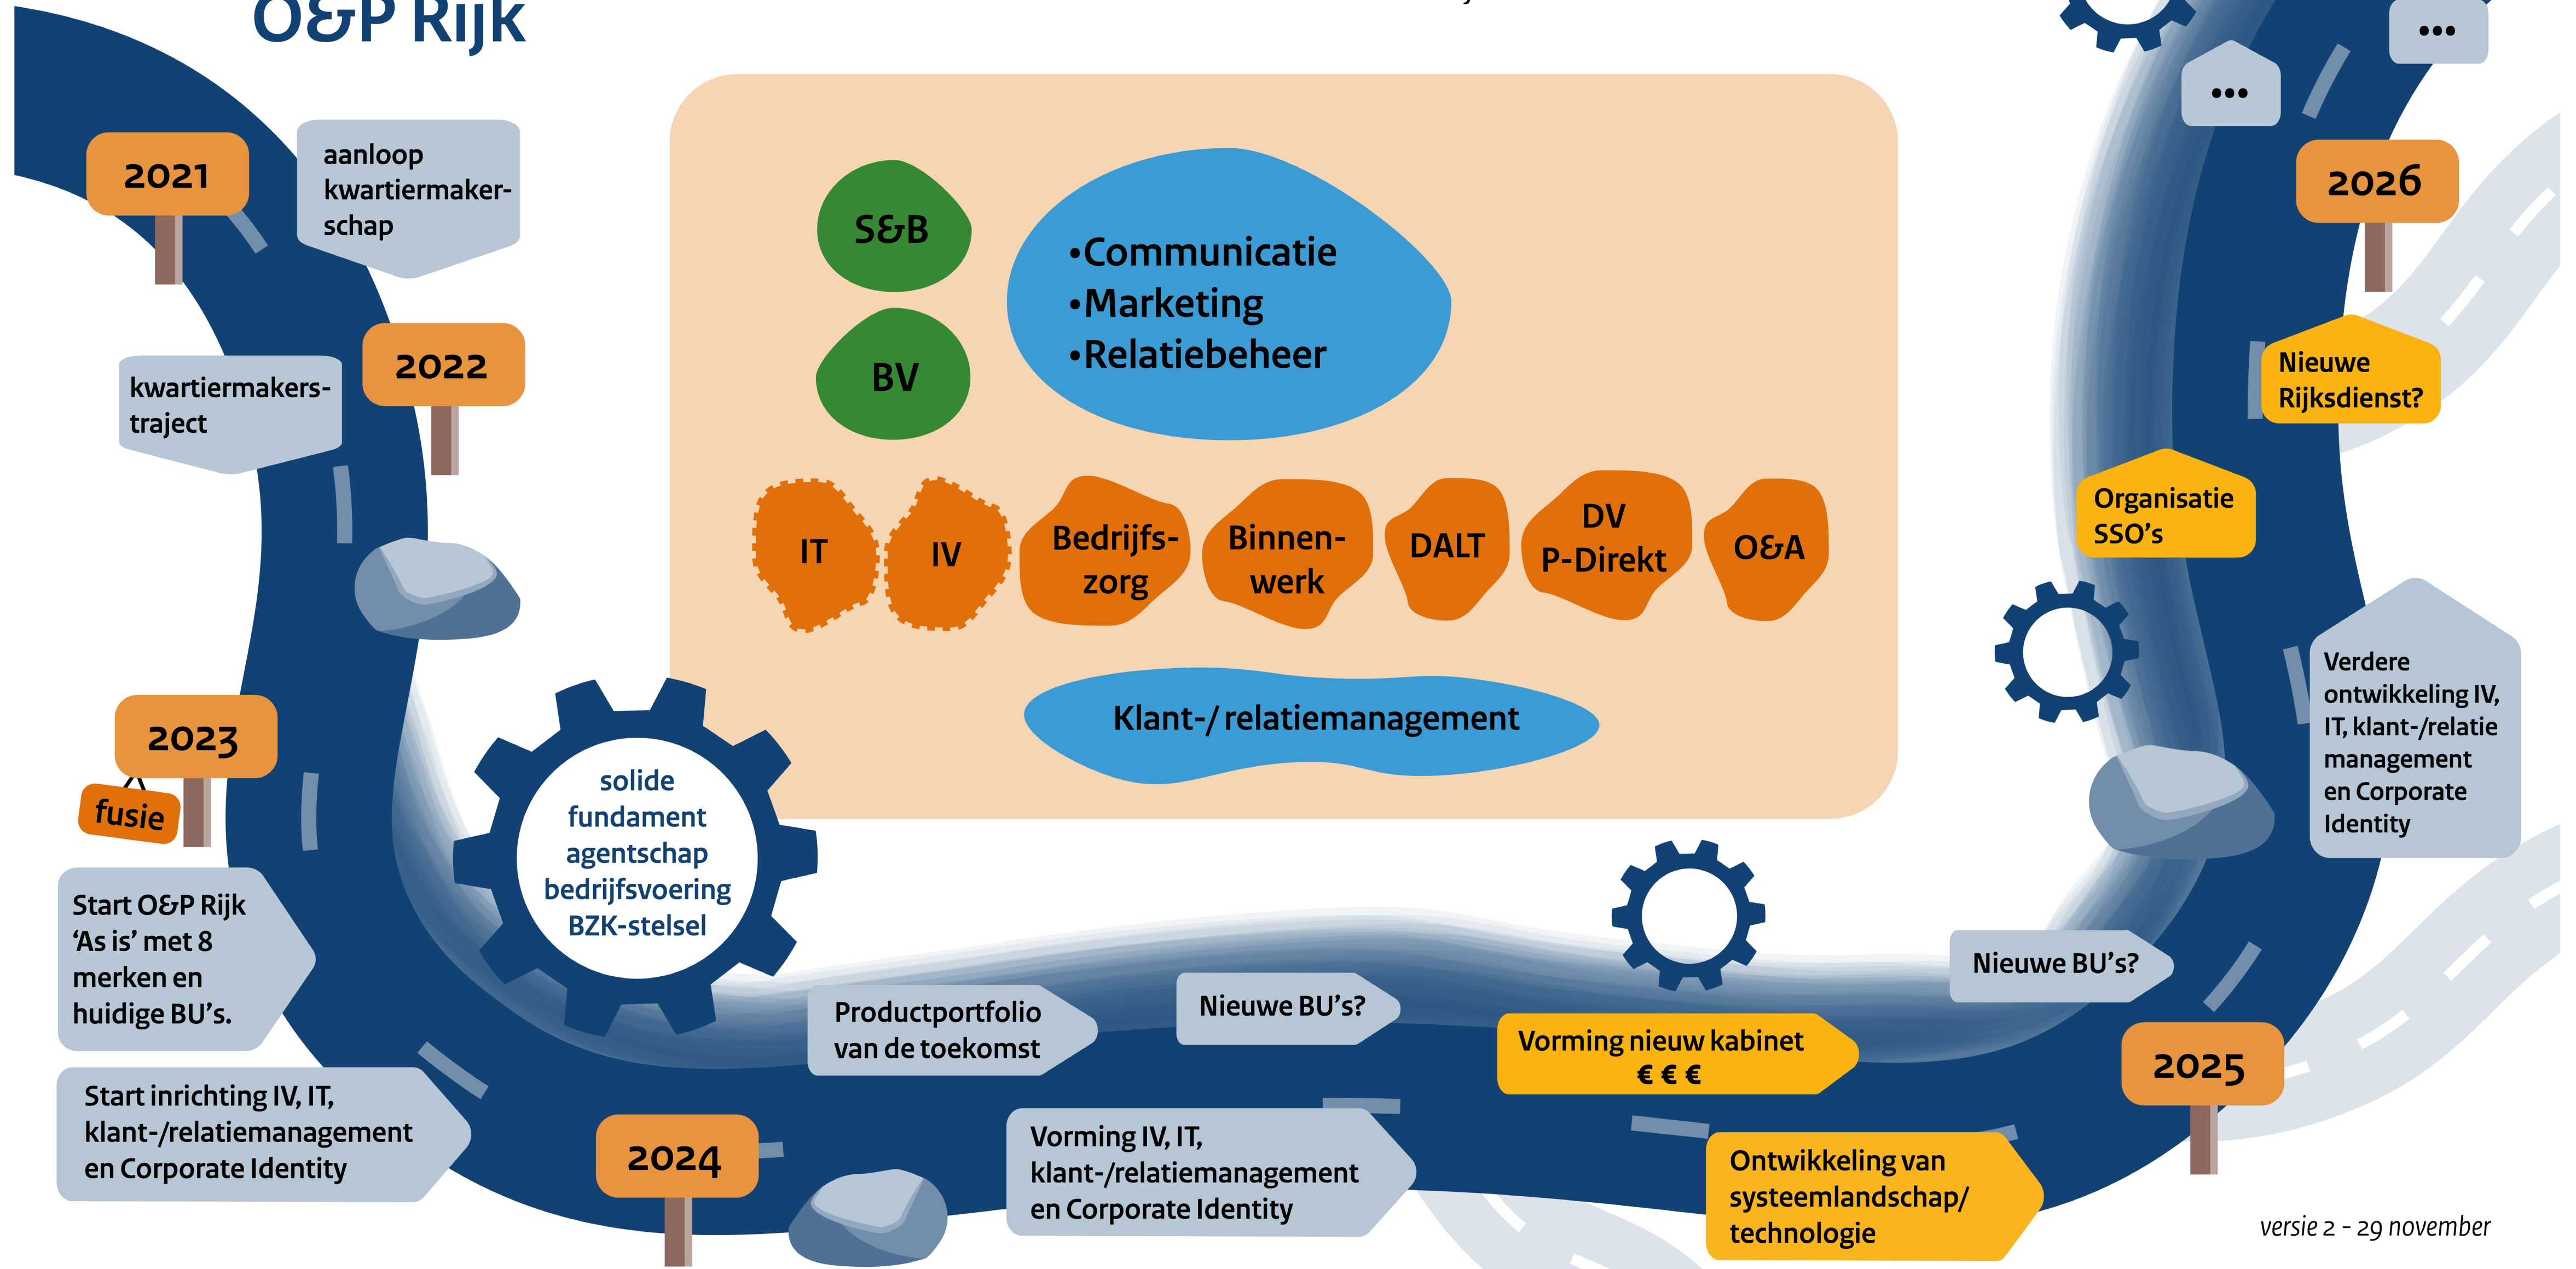 O&P Rijk
2021
aanloop
kwartiermaker-
schap
2022
kwartiermakers-
traject
2023
fusie
Start O&P Rijk
‘As is’ met 8
merken en
huidige BU’s.
Start inrichting IV, IT,
klant-/relatiemanagement
en Corporate Identity
solide
fundament
agentschap
bedrijfsvoering
BZK-stelsel
S&B
BV
•Communicatie
•Marketing
•Relatiebeheer
IT
IV
Bedrijfs-
zorg
Binnen-
werk
DALT
DV
P-Direkt
O&A
Klant-/relatiemanagement
2024
Productportfolio
van de toekomst
Nieuwe BU’s?
Vorming IV, IT,
klant-/relatiemanagement
en Corporate Identity
Vorming nieuw kabinet
€ € €
Ontwikkeling van
systeemlandschap/
technologie
Nieuwe BU’s?
2025
Verdere
ontwikkeling IV,
IT, klant-/relatie
management
en Corporate
Identity
Organisatie
SSO’s
Nieuwe
Rijksdienst?
2026
...
...
versie 2 - 29 november